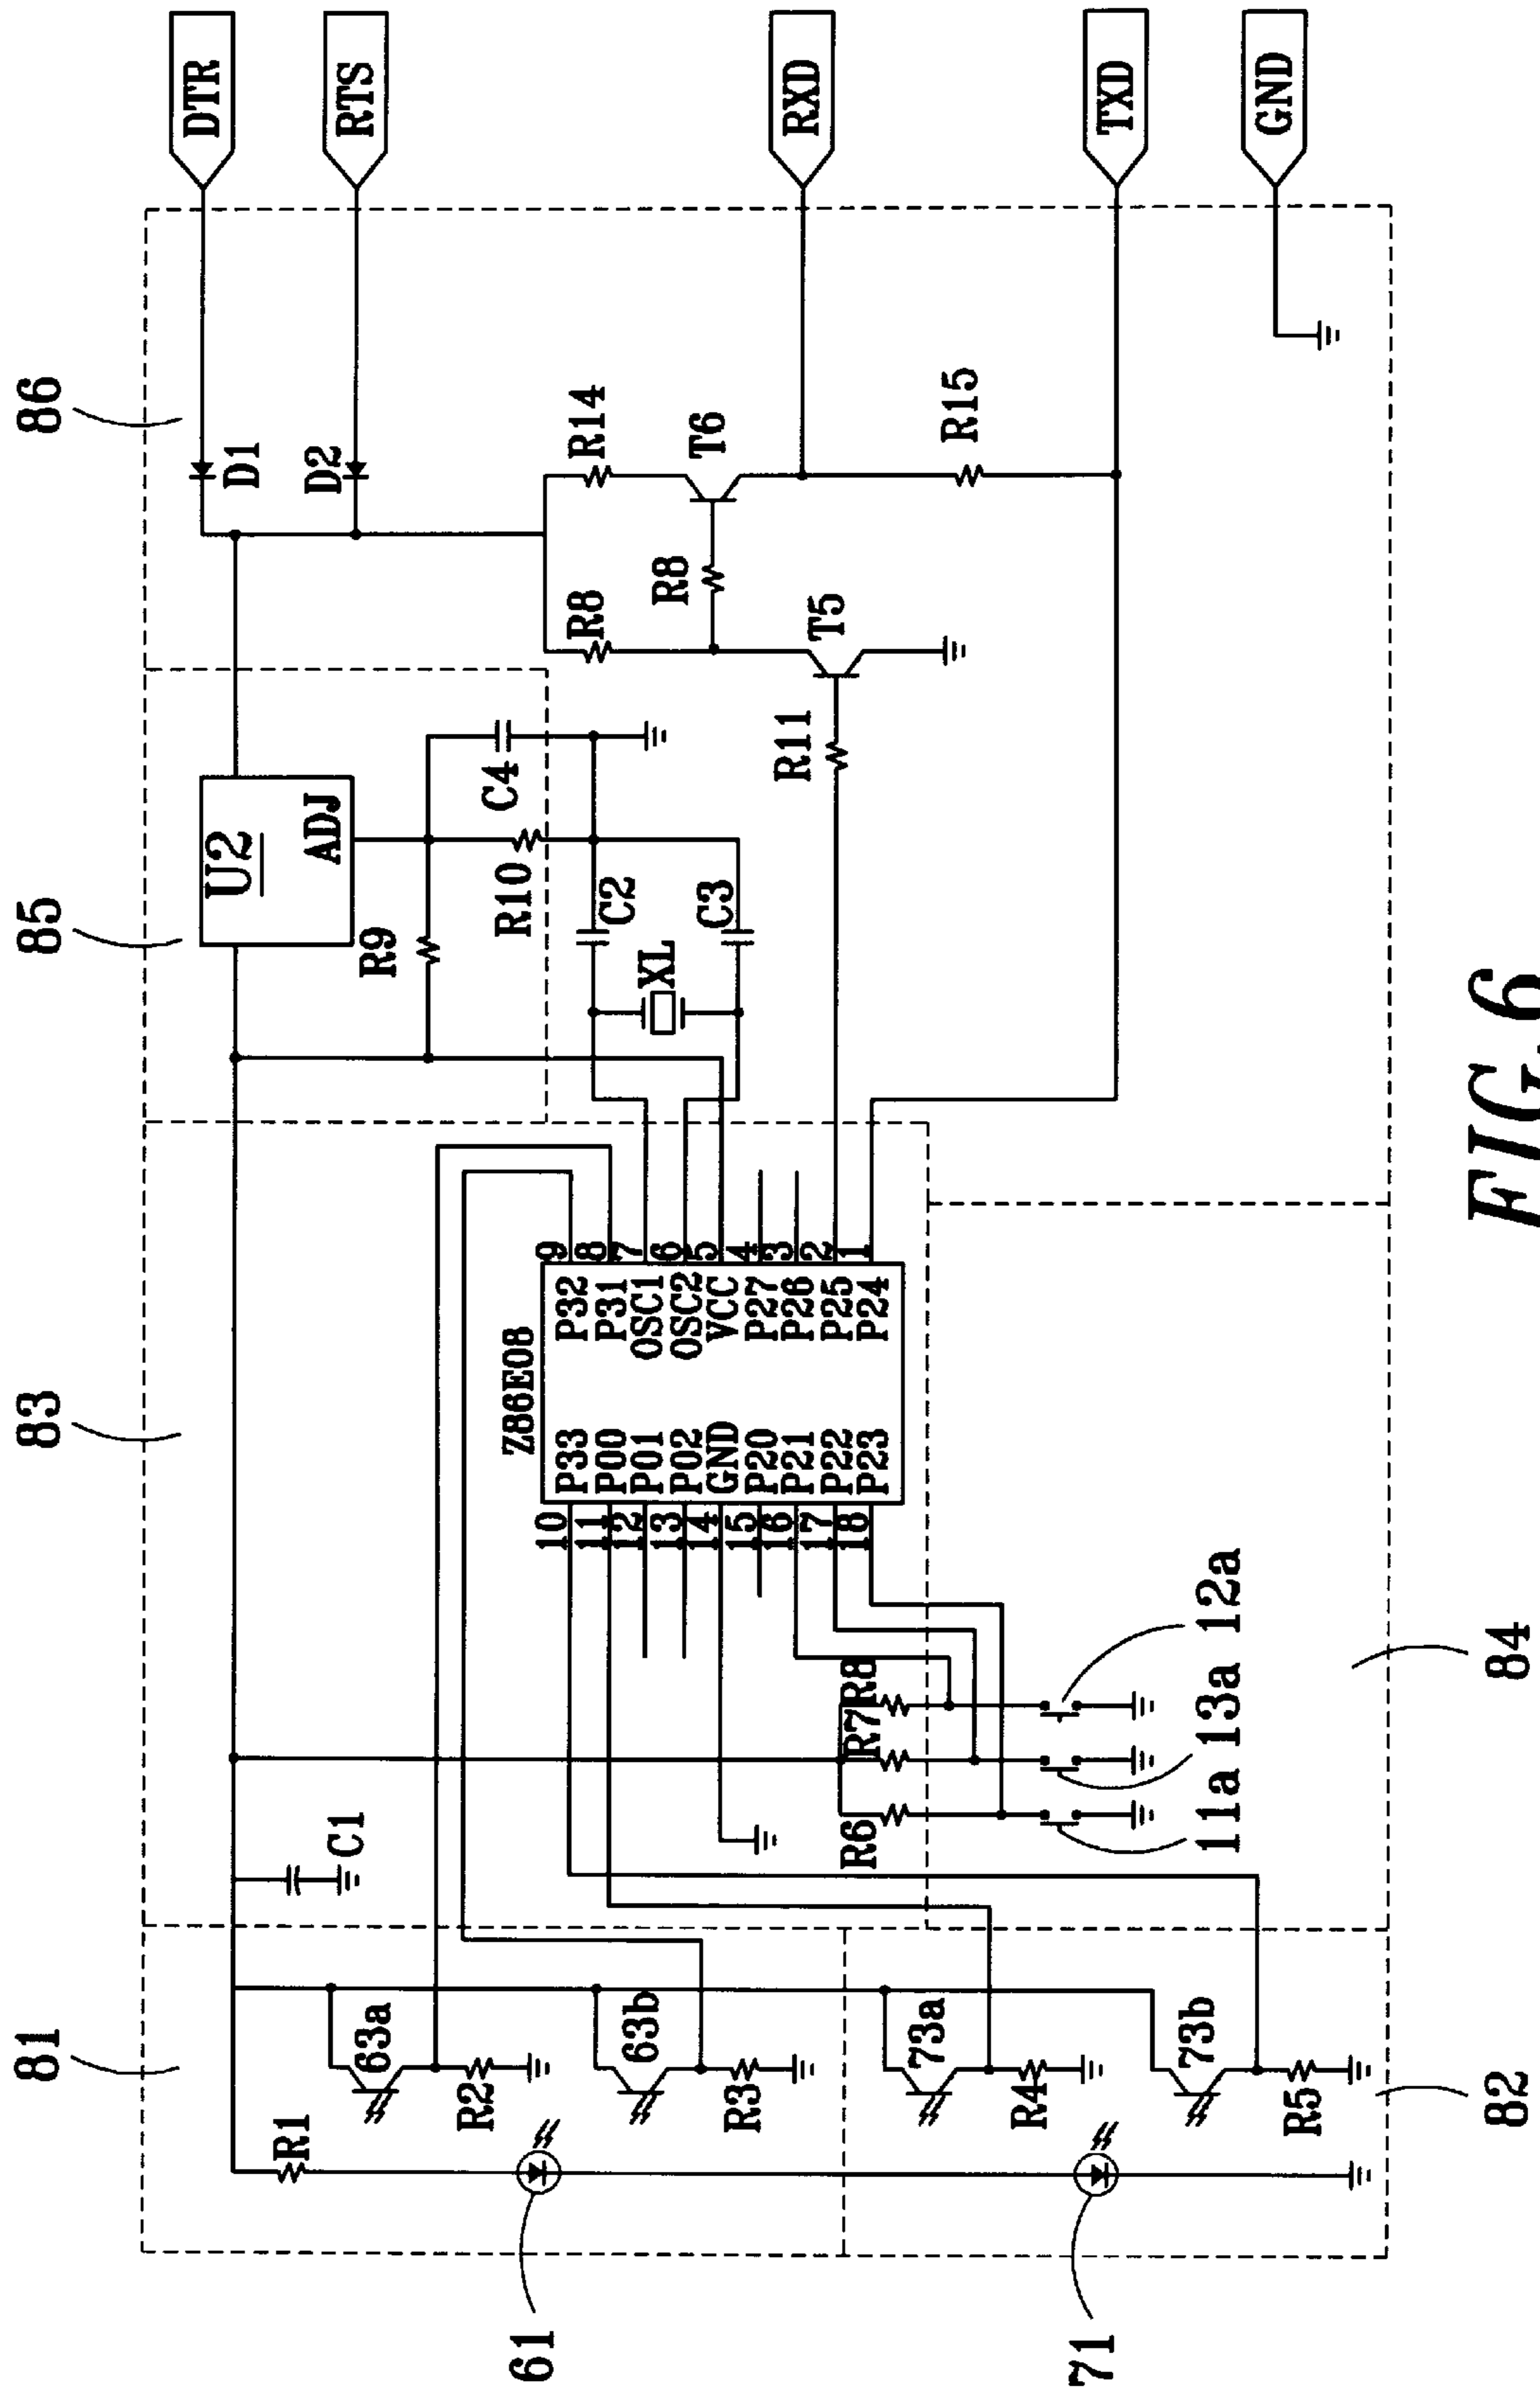 81
83
85
86
R1
C1
U2
ADJ
D1
DTR
D2
RTS
63a
R2
63b
R3
61
Z86E08
10 P33
11 P00
12 P01
13 P02
14 GND
15 P20
16 P21
17 P22
18 P23
P32 9
P31 8
OSC1 7
OSC2 6
VCC 5
P27 4
P26 3
P25 2
P24 1
R9
R10
C4
C2
XL
C3
R8
R14
R8
T6
RXD
R11
T5
R15
TXD
GND
R6
R7
R8
73a
R4
73b
R5
71
11a
13a
12a
82
84
FIG.6